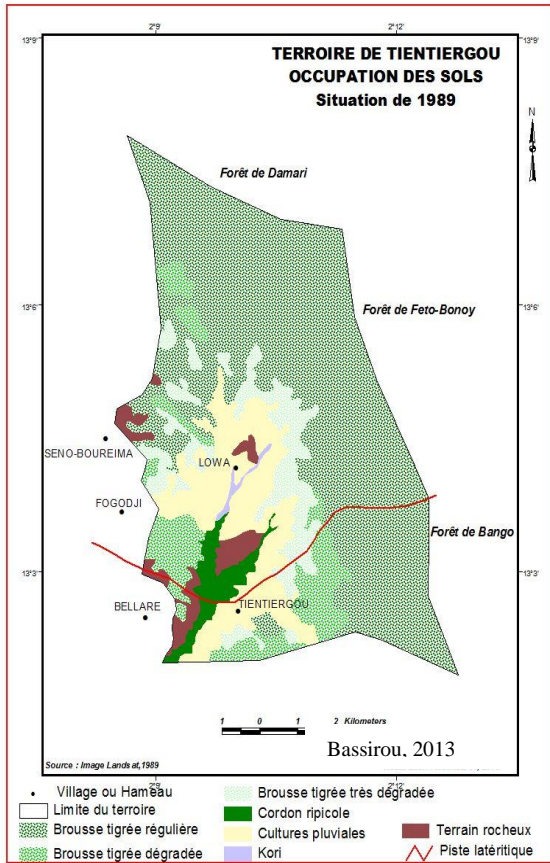 TERROIRE DE TIENTIERGOU
OCCUPATION DES SOLS
Situation de 1989
2°9'
2°12'
13°9'
13°9'
N
Forêt de Damari
13°6'
13°6'
Forêt de Feto-Bonoy
SENO-BOUREIMA
LOWA
FOGODJI
Forêt de Bango
13°3'
13°3'
BELLARE
TIENTIERGOU
1 0 1 2 Kilometers
Bassirou, 2013
Source : Image Landsat,1989
2°12'
Village ou Hameau
Limite du terroire
Brousse tigrée régulière
Brousse tigrée dégradée
Brousse tigrée très dégradée
Cordon ripicole
Cultures pluviales
Kori
Terrain rocheux
Piste latéritique